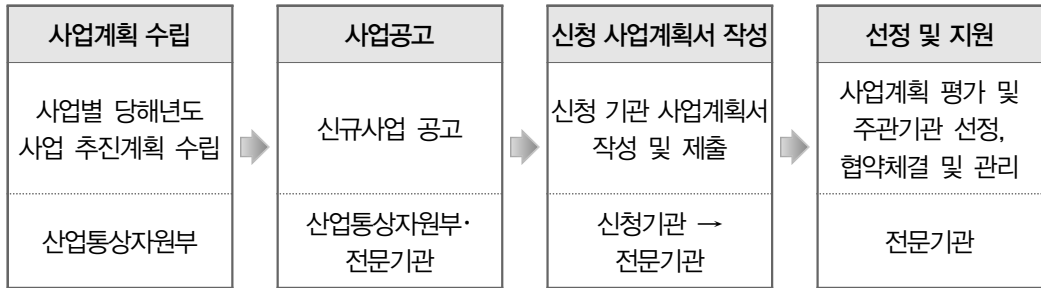 사업계획 수립
사업별 당해년도
사업 추진계획 수립
산업통상자원부
사업공고
신규사업 공고
산업통상자원부·
전문기관
신청 사업계획서 작성
신청 기관 사업계획서
작성 및 제출
신청기관 →
전문기관
선정 및 지원
사업계획 평가 및
주관기관 선정,
협약체결 및 관리
전문기관